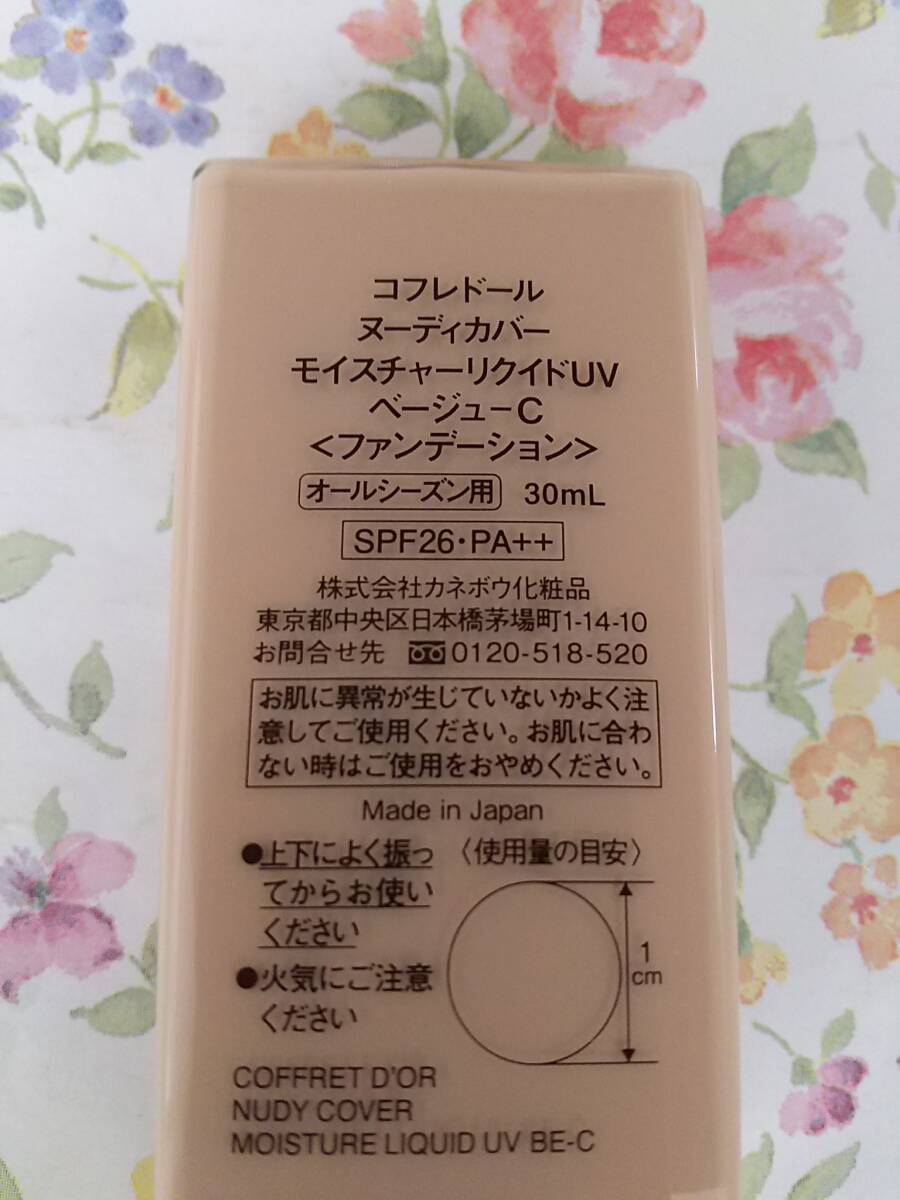 コフレドール
ヌーディカバー
モイスチャーリクイドUV
ベージュ－C
<ファンデーション>
オールシーズン用 30mL
SPF26・PA++
株式会社カネボウ化粧品
東京都中央区日本橋茅場町1-14-10
お問合せ先 0120-518-520
お肌に異常が生じていないかよく注
意してご使用ください。お肌に合わ
ない時はご使用をおやめください。
Made in Japan
●上下によく振っ
てからお使い
ください
●火気にご注意
ください
〈使用量の目安〉
1
cm
COFFRET D'OR
NUDY COVER
MOISTURE LIQUID UV BE-C